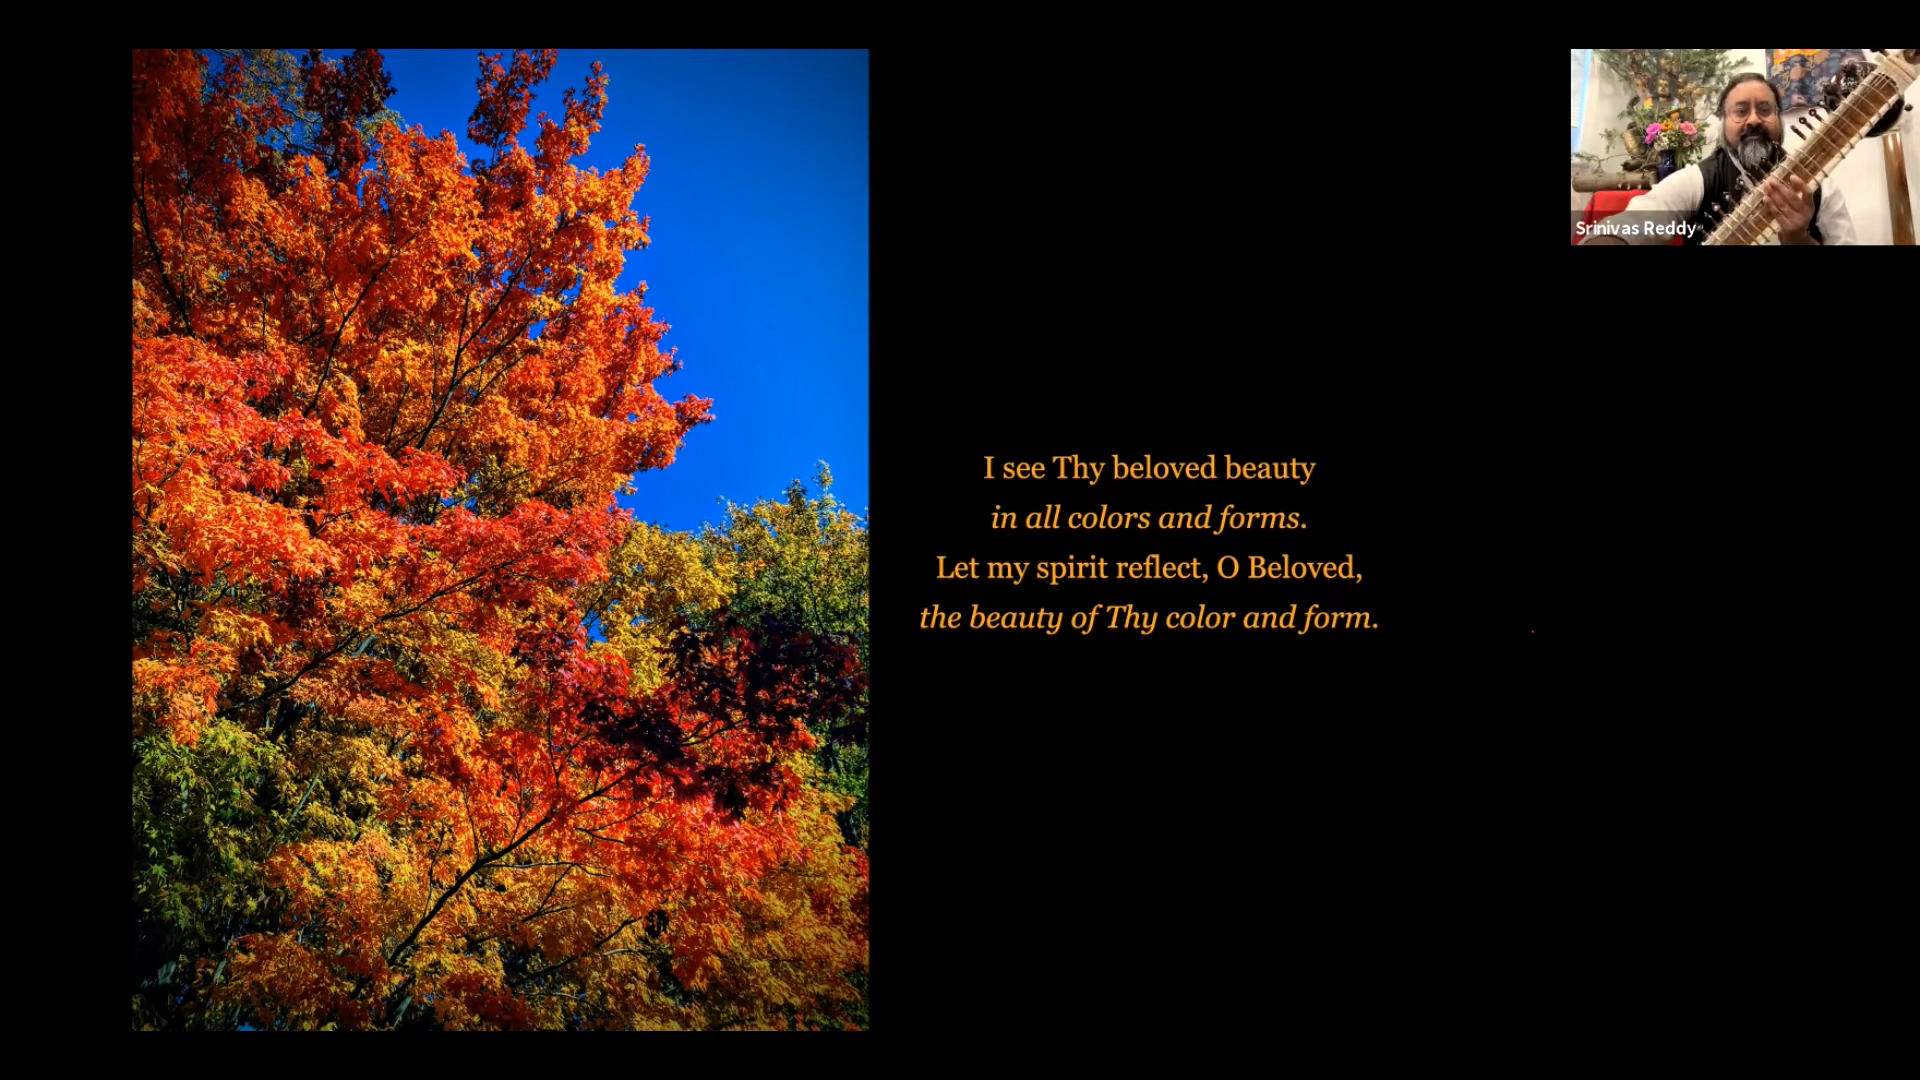 I see Thy beloved beauty
in all colors and forms.
Let my spirit reflect, O Beloved,
the beauty of Thy color and form.
Srinivas Reddy